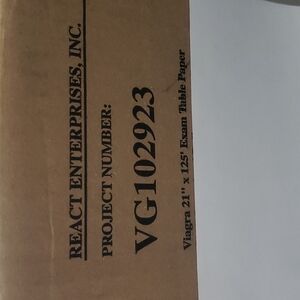 REACT ENTERPRISES, INC.
PROJECT NUMBER:
VG102923
Viagra 21" x 125' Exam Table Paper